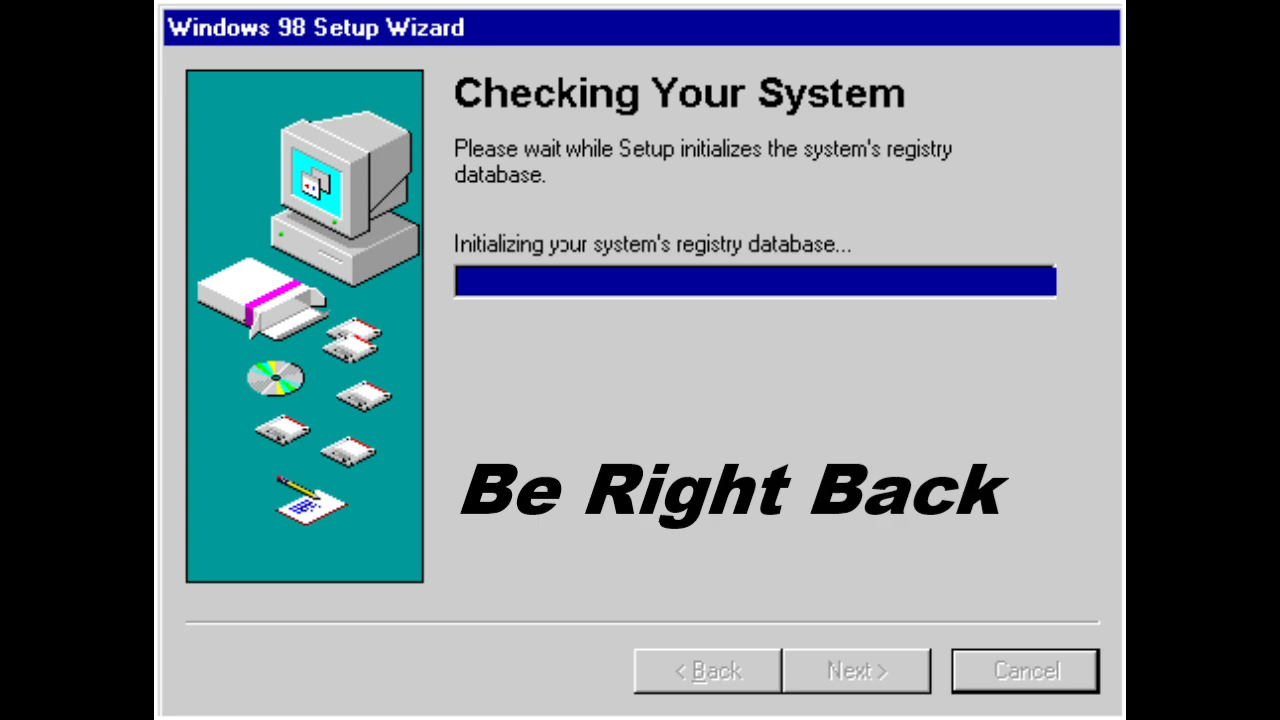 Windows 98 Setup Wizard
Checking Your System
Please wait while Setup initializes the system's registry
database.
Initializing your system's registry database...
Be Right Back
< Back
Next >
Cancel